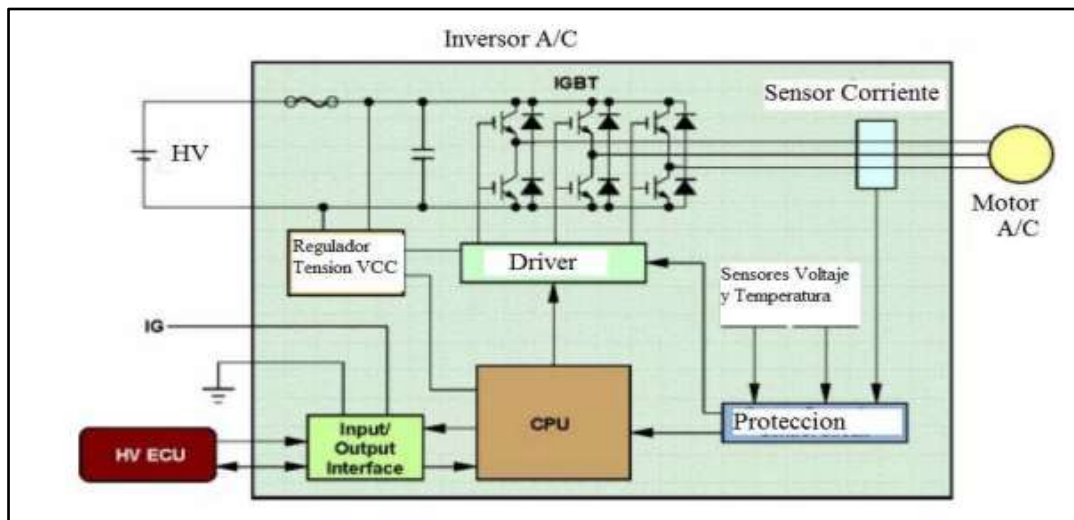 Inversor A/C
IGBT
Sensor Corriente
HV
Motor
A/C
Regulador
Tension VCC
Driver
Sensores Voltaje
y Temperatura
IG
CPU
Proteccion
Input/
Output
Interface
HV ECU